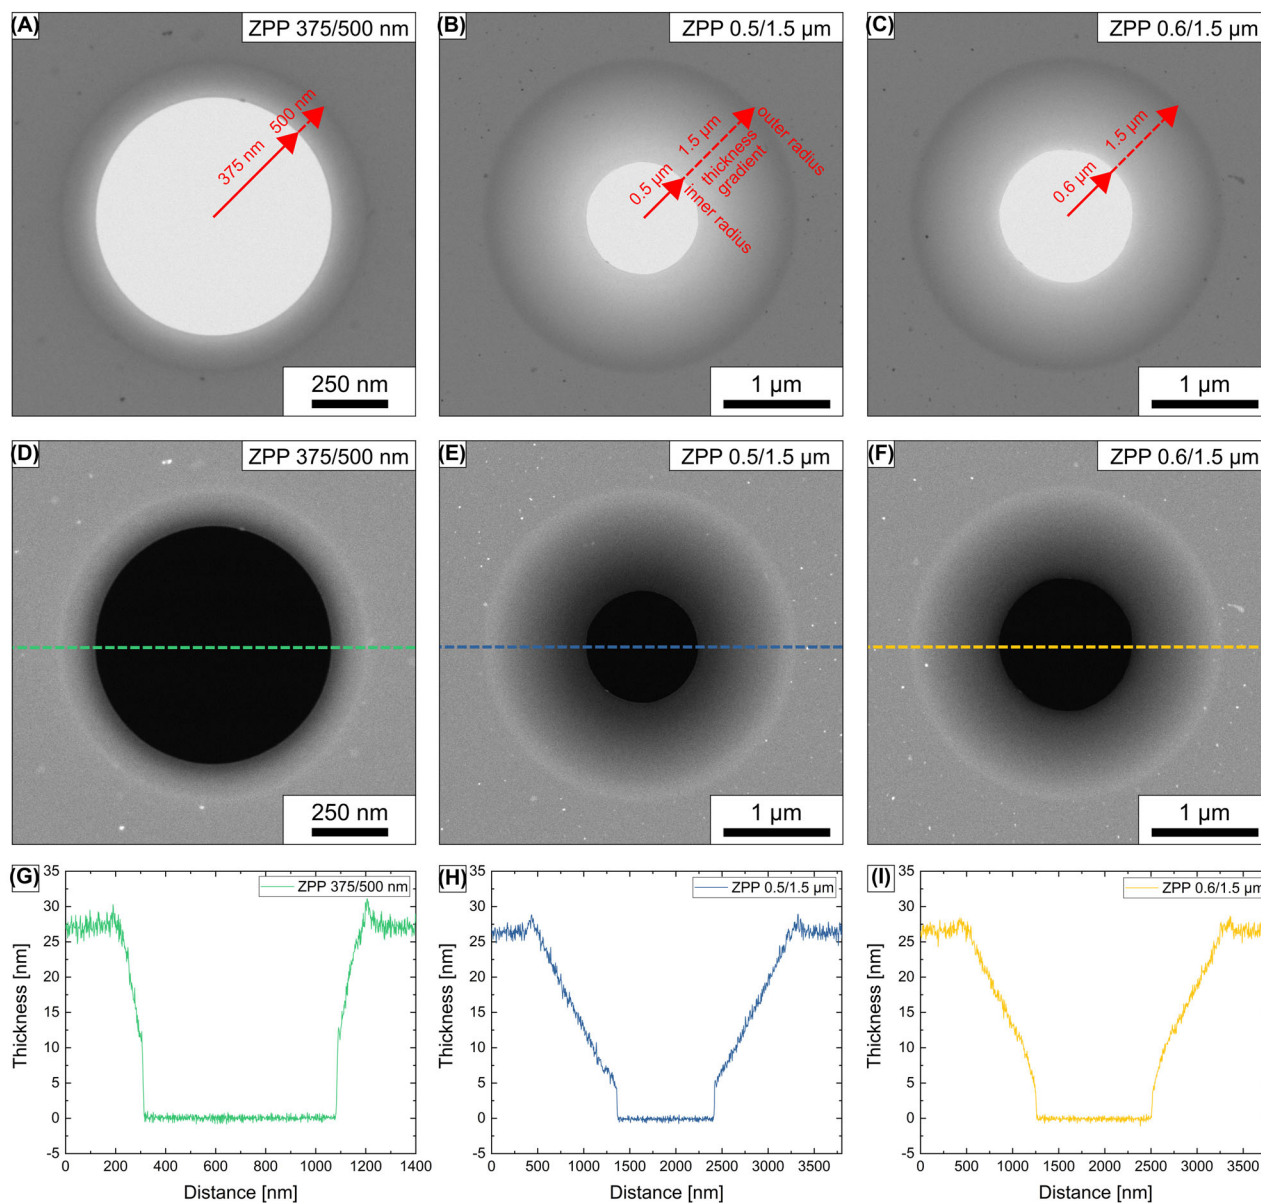 (A)
ZPP 375/500 nm
375 nm
500 nm
250 nm
(B)
ZPP 0.5/1.5 µm
0.5 µm
1.5 µm
thickness
gradient
outer radius
inner radius
1 µm
(C)
ZPP 0.6/1.5 µm
0.6 µm
1.5 µm
1 µm
(D)
ZPP 375/500 nm
250 nm
(E)
ZPP 0.5/1.5 µm
1 µm
(F)
ZPP 0.6/1.5 µm
1 µm
(G)
ZPP 375/500 nm
Thickness [nm]
35
30
25
20
15
10
5
0
-5
0 200 400 600 800 1000 1200 1400
Distance [nm]
(H)
ZPP 0.5/1.5 µm
Thickness [nm]
35
30
25
20
15
10
5
0
-5
0 500 1000 1500 2000 2500 3000 3500
Distance [nm]
(I)
ZPP 0.6/1.5 µm
Thickness [nm]
35
30
25
20
15
10
5
0
-5
0 500 1000 1500 2000 2500 3000 3500
Distance [nm]